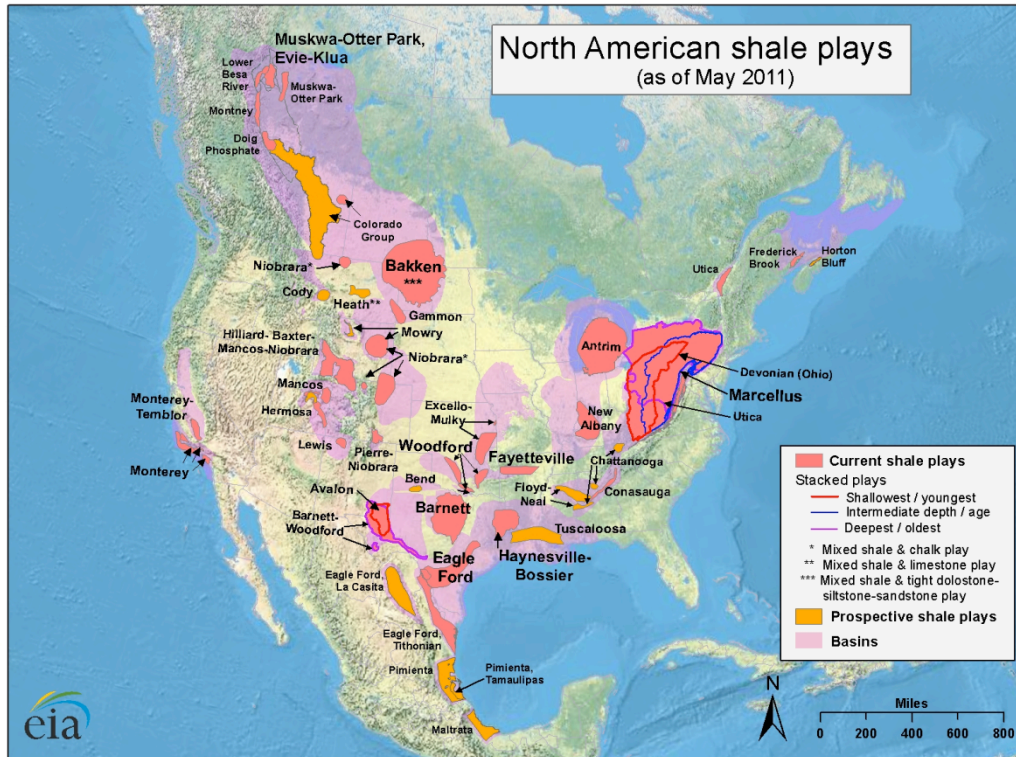 North American shale plays
(as of May 2011)
Muskwa-Otter Park,
Evie-Klua
Lower
Besa
River
Muskwa-
Otter Park
Montney
Doig
Phosphate
Colorado
Group
Niobrara*
Bakken
***
Cody
Heath**
Gammon
Mowry
Hilliard- Baxter-
Mancos-Niobrara
Niobrara*
Mancos
Hermosa
Lewis
Pierre-
Niobrara
Monterey-
Temblor
Monterey
Excello-
Mulky
Woodford
Fayetteville
New
Albany
Antrim
Utica
Frederick
Brook
Horton
Bluff
Devonian (Ohio)
Marcellus
Utica
Chattanooga
Conasauga
Floyd-
Neal
Tuscaloosa
Bend
Barnett
Avalon
Barnett-
Woodford
Haynesville-
Bossier
Eagle
Ford
Eagle Ford,
La Casita
Eagle Ford,
Tithonian
Pimienta
Pimienta,
Tamaulipas
Maltrata
Current shale plays
Stacked plays
Shallowest / youngest
Intermediate depth / age
Deepest / oldest
* Mixed shale & chalk play
** Mixed shale & limestone play
*** Mixed shale & tight dolostone-
siltstone-sandstone play
Prospective shale plays
Basins
N
Miles
0 200 400 600 800
eia